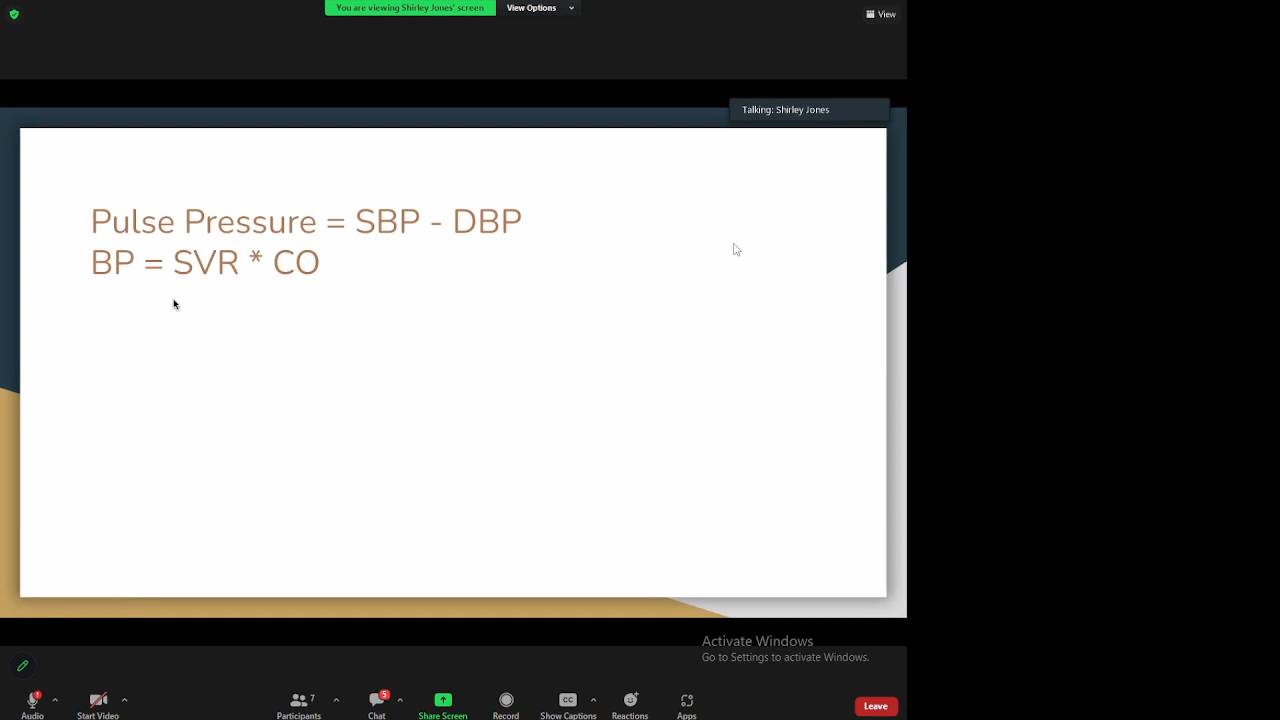 You are viewing Shirley Jones' screen
View Options
View
Talking: Shirley Jones
Pulse Pressure = SBP - DBP
BP = SVR * CO
Activate Windows
Go to Settings to activate Windows.
7
5
Audio
Start Video
Participants
Chat
Share Screen
Record
CC
Show Captions
Reactions
Apps
Leave